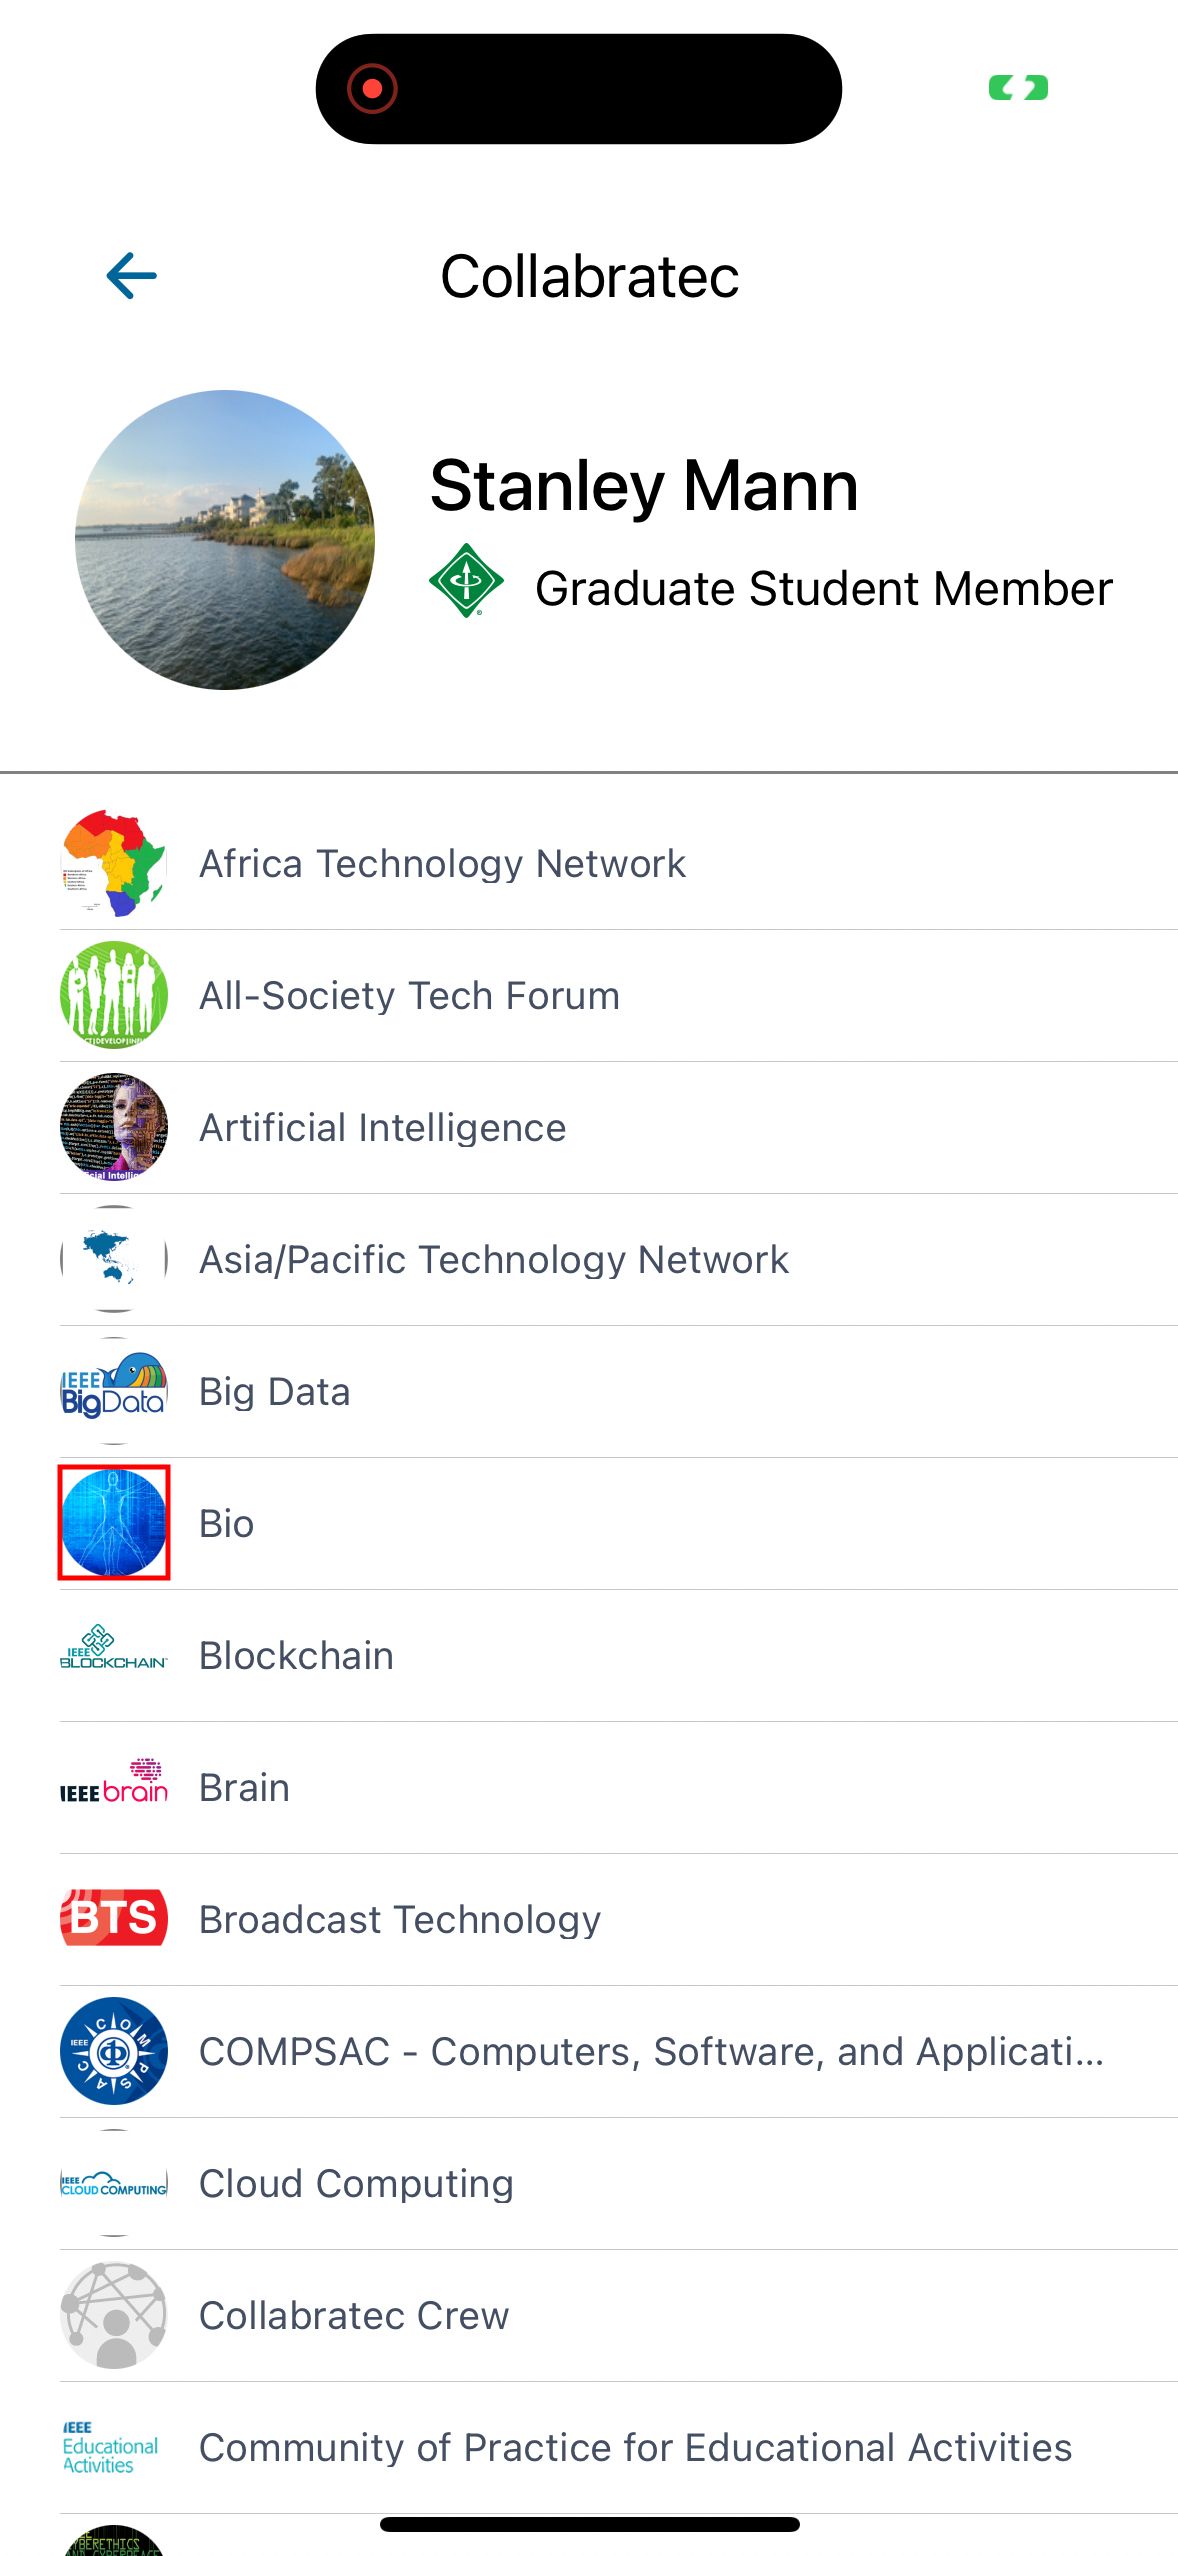 Collabratec
Stanley Mann
Graduate Student Member
Africa Technology Network
All-Society Tech Forum
Artificial Intelligence
Asia/Pacific Technology Network
IEEE
BigData
Big Data
Bio
IEEE
BLOCKCHAIN
Blockchain
IEEE brain
Brain
BTS
Broadcast Technology
IEEE COMPSAC
COMPSAC - Computers, Software, and Applicati...
IEEE
CLOUD COMPUTING
Cloud Computing
Collabratec Crew
IEEE
Educational
Activities
Community of Practice for Educational Activities